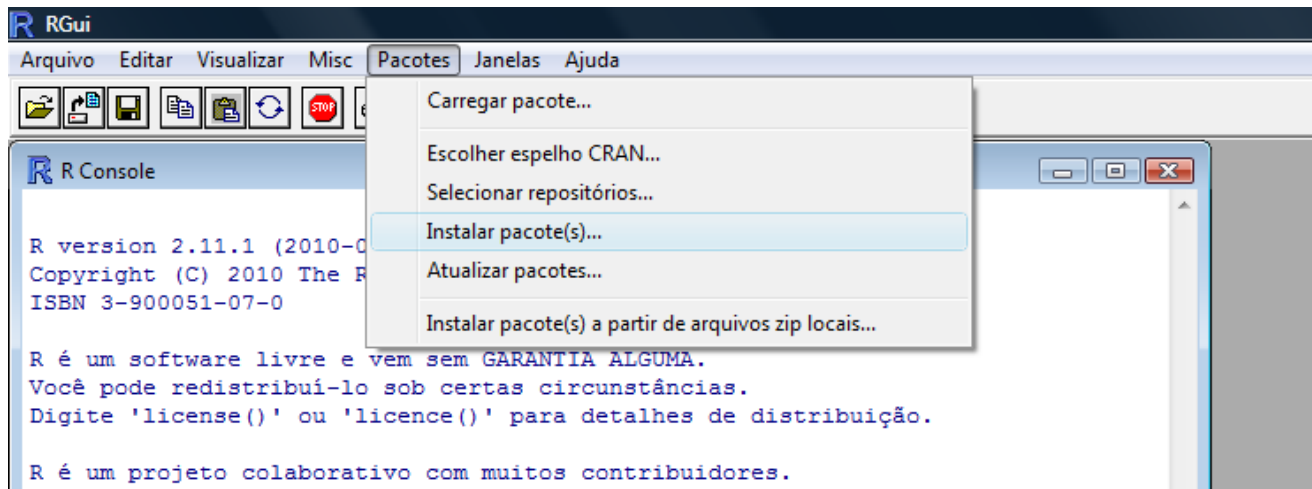 RGui
Arquivo Editar Visualizar Misc Pacotes Janelas Ajuda
STOP
Carregar pacote...
Escolher espelho CRAN...
Selecionar repositórios...
Instalar pacote(s)...
Atualizar pacotes...
Instalar pacote(s) a partir de arquivos zip locais...
R Console
R version 2.11.1 (2010-0
Copyright (C) 2010 The R
ISBN 3-900051-07-0
R é um software livre e vem sem GARANTIA ALGUMA.
Você pode redistribuí-lo sob certas circunstâncias.
Digite 'license()' ou 'licence()' para detalhes de distribuição.
R é um projeto colaborativo com muitos contribuidores.